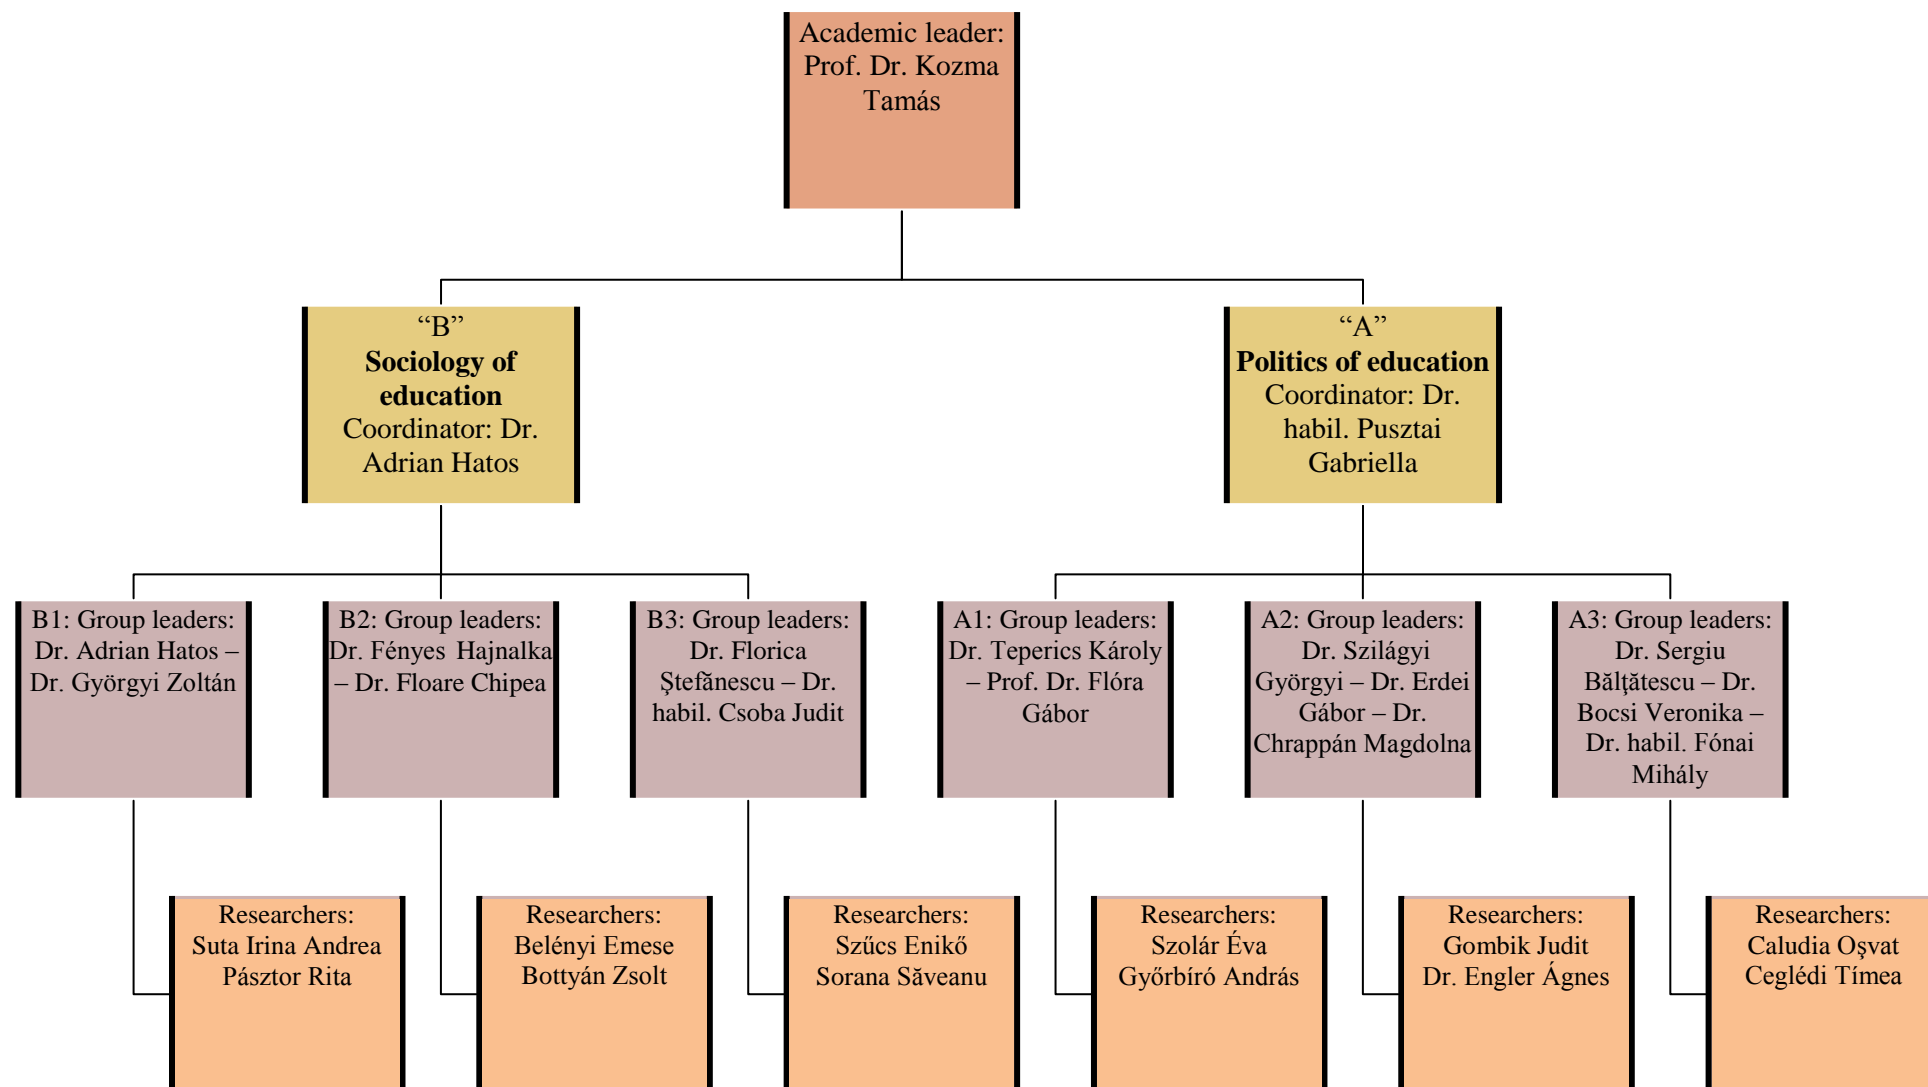 Academic leader:
Prof. Dr. Kozma
Tamás
“B”
Sociology of
education
Coordinator: Dr.
Adrian Hatos
“A”
Politics of education
Coordinator: Dr.
habil. Pusztai
Gabriella
B1: Group leaders:
Dr. Adrian Hatos –
Dr. Györgyi Zoltán
B2: Group leaders:
Dr. Fényes Hajnalka
– Dr. Floare Chipea
B3: Group leaders:
Dr. Florica
Ştefănescu – Dr.
habil. Csoba Judit
A1: Group leaders:
Dr. Teperics Károly
– Prof. Dr. Flóra
Gábor
A2: Group leaders:
Dr. Szilágyi
Györgyi – Dr. Erdei
Gábor – Dr.
Chrappán Magdolna
A3: Group leaders:
Dr. Sergiu
Bălţătescu – Dr.
Bocsi Veronika –
Dr. habil. Fónai
Mihály
Researchers:
Suta Irina Andrea
Pásztor Rita
Researchers:
Belényi Emese
Bottyán Zsolt
Researchers:
Szűcs Enikő
Sorana Săveanu
Researchers:
Szolár Éva
Győrbíró András
Researchers:
Gombik Judit
Dr. Engler Ágnes
Researchers:
Caludia Oşvat
Ceglédi Tímea